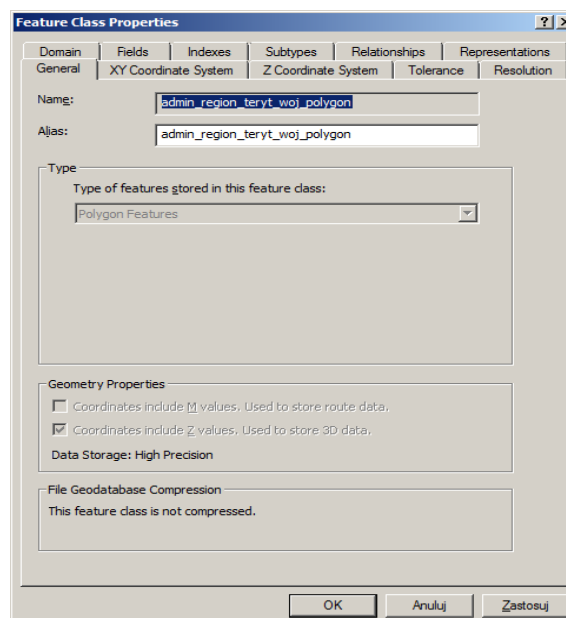 Feature Class Properties
Domain Fields Indexes Subtypes Relationships Representations
General XY Coordinate System Z Coordinate System Tolerance Resolution
Name: admin_region_teryt_woj_polygon
Alias: admin_region_teryt_woj_polygon
Type
Type of features stored in this feature class:
Polygon Features
Geometry Properties
Coordinates include M values. Used to store route data.
Coordinates include Z values. Used to store 3D data.
Data Storage: High Precision
File Geodatabase Compression
This feature class is not compressed.
OK Anuluj Zastosuj